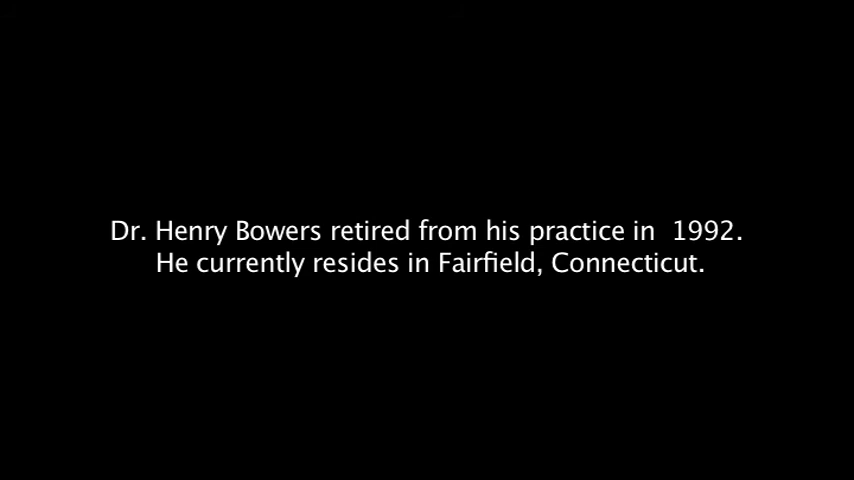 Dr. Henry Bowers retired from his practice in  1992.
He currently resides in Fairfield, Connecticut.